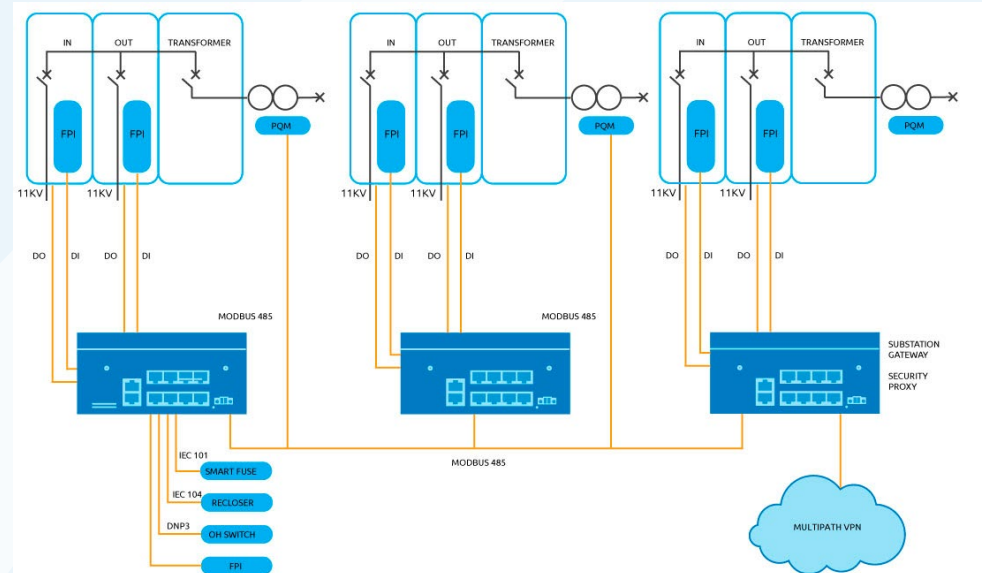 IN OUT TRANSFORMER
IN OUT TRANSFORMER
IN OUT TRANSFORMER
FPI FPI PQM
FPI FPI PQM
FPI FPI PQM
11KV 11KV
11KV 11KV
11KV 11KV
DO DI DO DI
DO DI DO DI
DO DI DO DI
MODBUS 485
MODBUS 485
SUBSTATION
GATEWAY
SECURITY
PROXY
MODBUS 485
IEC 101
SMART FUSE
IEC 104
RECLOSER
DNP3
OH SWITCH
FPI
MULTIPATH VPN